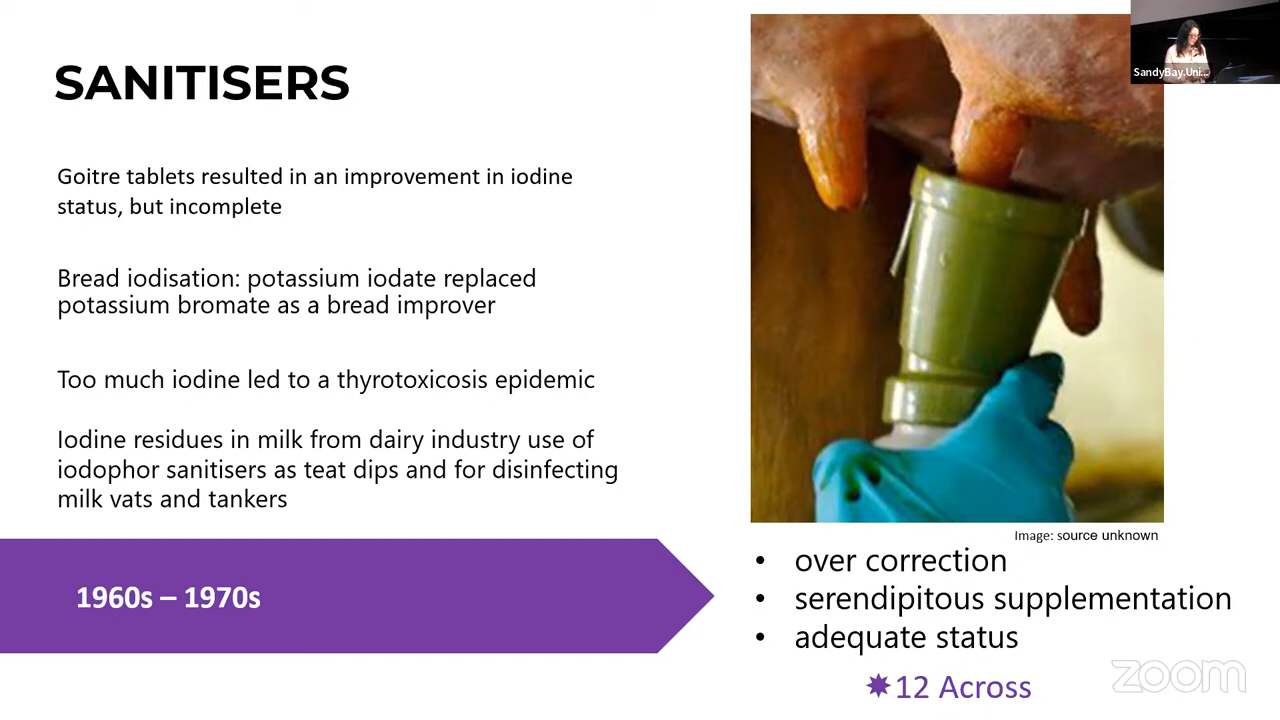 SANITISERS
Goitre tablets resulted in an improvement in iodine
status, but incomplete
Bread iodisation: potassium iodate replaced
potassium bromate as a bread improver
Too much iodine led to a thyrotoxicosis epidemic
Iodine residues in milk from dairy industry use of
iodophor sanitisers as teat dips and for disinfecting
milk vats and tankers
1960s – 1970s
SandyBay.Uni...
Image: source unknown
• over correction
• serendipitous supplementation
• adequate status
12 Across
zoom